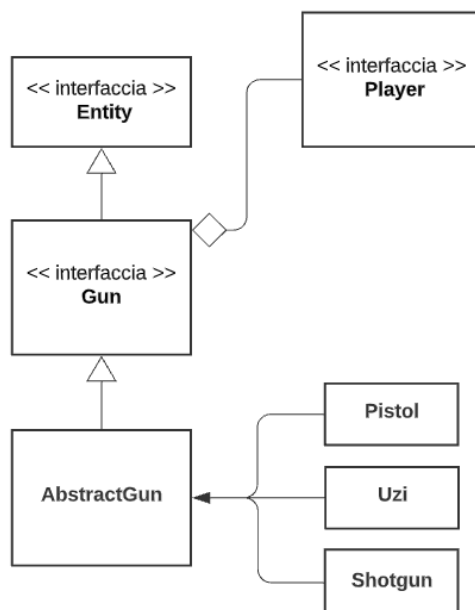 << interfaccia >>
Entity
<< interfaccia >>
Player
<< interfaccia >>
Gun
AbstractGun
Pistol
Uzi
Shotgun